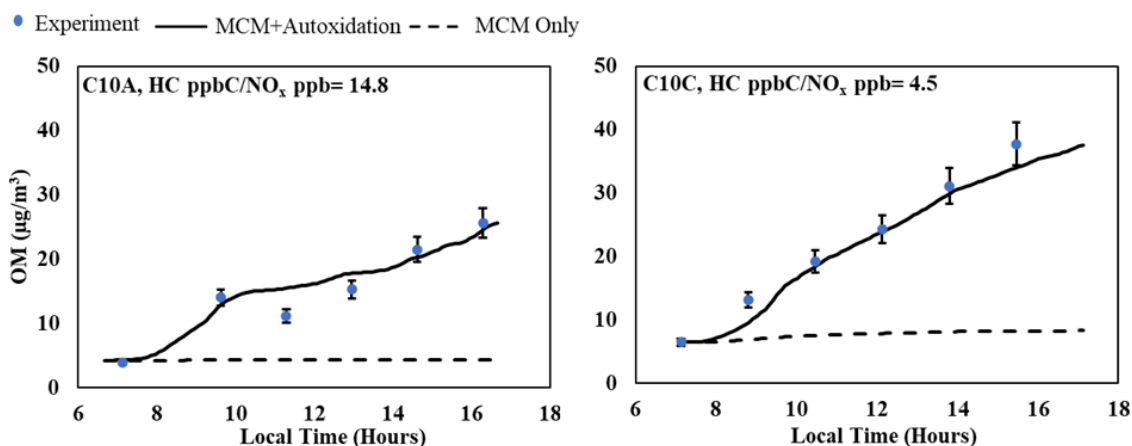 Experiment MCM+Autoxidation MCM Only
C10A, HC ppbC/NOx ppb= 14.8
OM (µg/m³)
50
40
30
20
10
0
6 8 10 12 14 16 18
Local Time (Hours)
C10C, HC ppbC/NOx ppb= 4.5
50
40
30
20
10
0
6 8 10 12 14 16 18
Local Time (Hours)